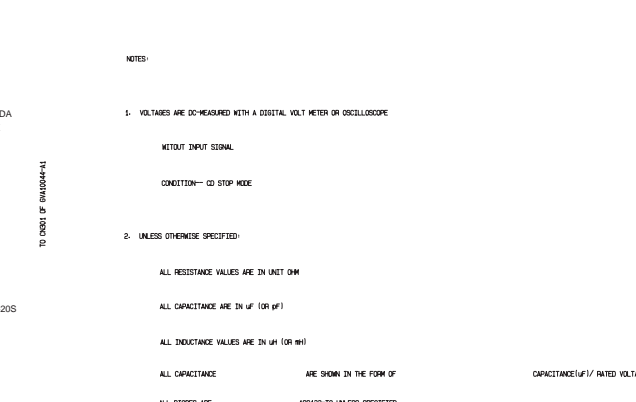 NOTES:
DA
1. VOLTAGES ARE DC-MEASURED WITH A DIGITAL VOLT METER OR OSCILLOSCOPE
WITOUT INPUT SIGNAL
CONDITION-- CD STOP MODE
TO CN301 OF GVA10044-A1
2. UNLESS OTHERWISE SPECIFIED:
ALL RESISTANCE VALUES ARE IN UNIT OHM
20S
ALL CAPACITANCE ARE IN uF (OR pF)
ALL INDUCTANCE VALUES ARE IN uH (OR mH)
ALL CAPACITANCE ARE SHOWN IN THE FORM OF CAPACITANCE(uF)/ RATED VOLTA